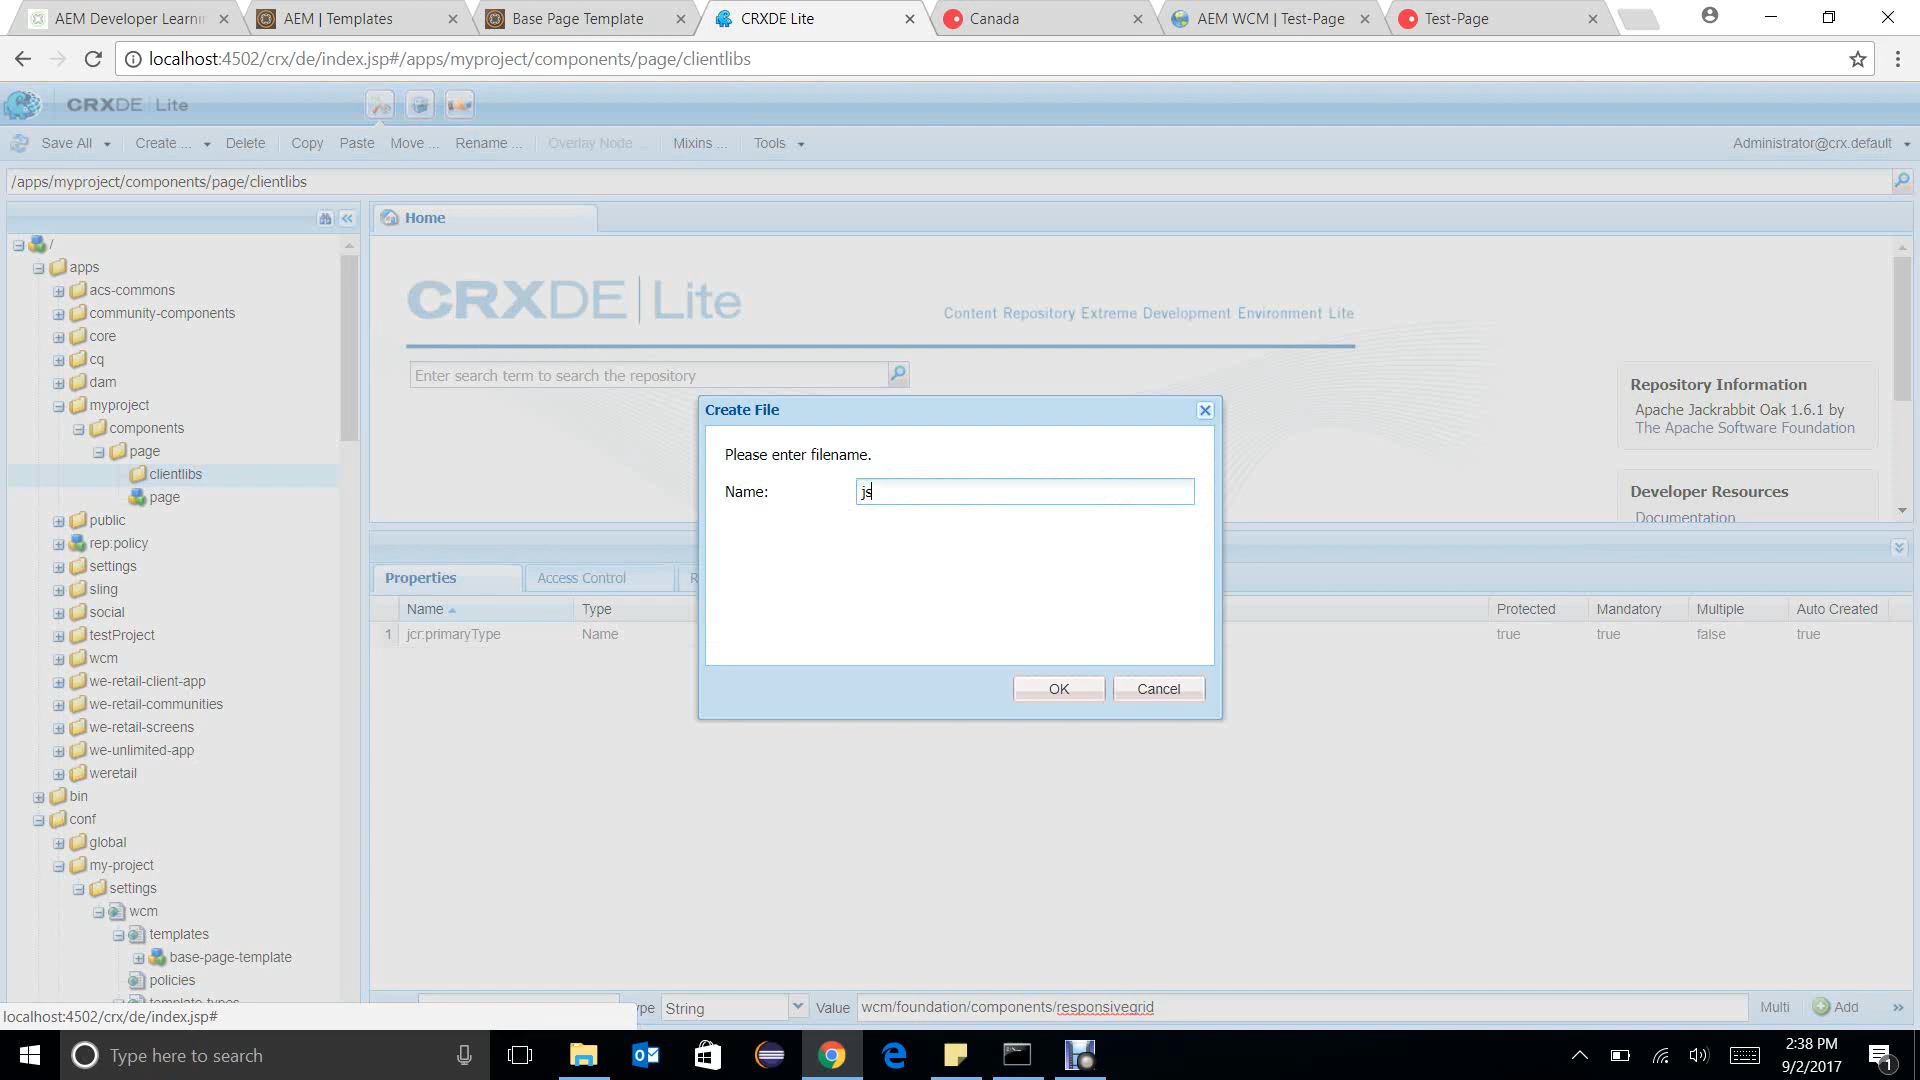 AEM Developer Learni
AEM | Templates
Base Page Template
CRXDE Lite
Canada
AEM WCM | Test-Page
Test-Page
localhost:4502/crx/de/index.jsp#/apps/myproject/components/page/clientlibs
CRXDE | Lite
Save All
Create ...
Delete
Copy
Paste
Move ...
Rename ...
Overlay Node ...
Mixins ...
Tools
Administrator@crx.default
/apps/myproject/components/page/clientlibs
Home
/
apps
acs-commons
community-components
core
cq
dam
myproject
components
page
clientlibs
page
public
rep:policy
settings
sling
social
testProject
wcm
we-retail-client-app
we-retail-communities
we-retail-screens
we-unlimited-app
weretail
bin
conf
global
my-project
settings
wcm
templates
base-page-template
policies
template-types
CRXDE | Lite
Content Repository Extreme Development Environment Lite
Enter search term to search the repository
Repository Information
Apache Jackrabbit Oak 1.6.1 by
The Apache Software Foundation
Developer Resources
Documentation
Create File
Please enter filename.
Name:
js
OK
Cancel
Properties
Access Control
R
Name
Type
Protected
Mandatory
Multiple
Auto Created
1
jcr:primaryType
Name
true
true
false
true
pe
String
Value
wcm/foundation/components/responsivegrid
Multi
Add
localhost:4502/crx/de/index.jsp#
Type here to search
2:38 PM
9/2/2017
1